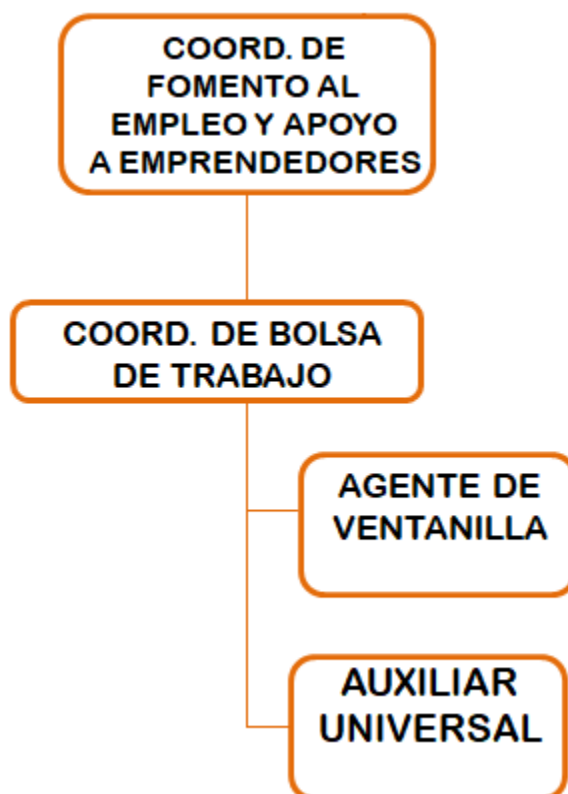 COORD. DE
FOMENTO AL
EMPLEO Y APOYO
A EMPRENDEDORES
COORD. DE BOLSA
DE TRABAJO
AGENTE DE
VENTANILLA
AUXILIAR
UNIVERSAL